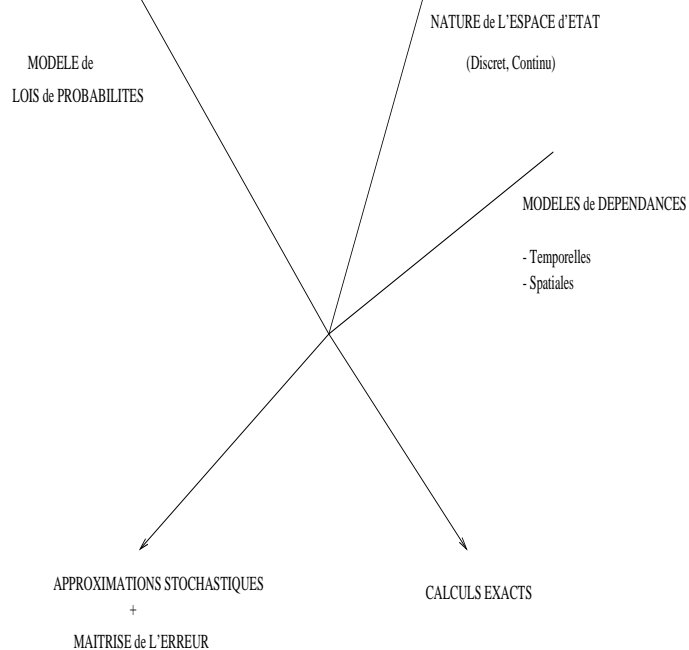 NATURE de L'ESPACE d'ETAT
(Discret, Continu)
MODELE de
LOIS de PROBABILITES
MODELES de DEPENDANCES
- Temporelles
- Spatiales
APPROXIMATIONS STOCHASTIQUES
+
MAITRISE de L'ERREUR
CALCULS EXACTS